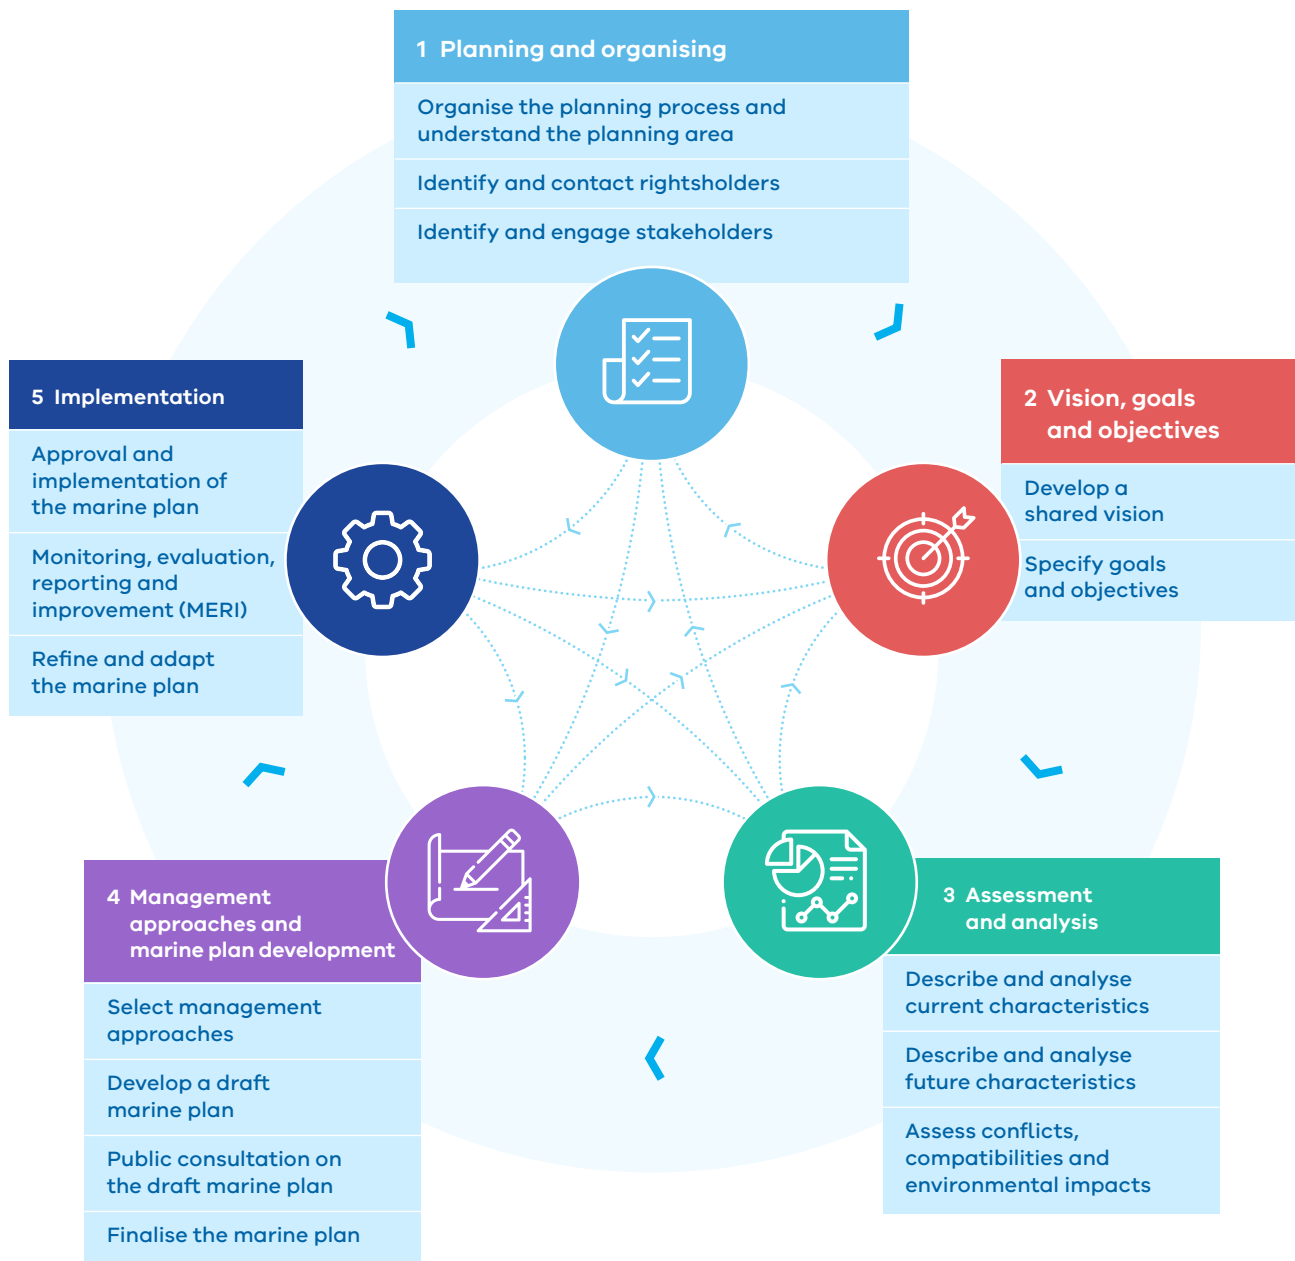 1 Planning and organising
Organise the planning process and
understand the planning area
Identify and contact rightsholders
Identify and engage stakeholders
2 Vision, goals
and objectives
Develop a
shared vision
Specify goals
and objectives
3 Assessment
and analysis
Describe and analyse
current characteristics
Describe and analyse
future characteristics
Assess conflicts,
compatibilities and
environmental impacts
4 Management
approaches and
marine plan development
Select management
approaches
Develop a draft
marine plan
Public consultation on
the draft marine plan
Finalise the marine plan
5 Implementation
Approval and
implementation of
the marine plan
Monitoring, evaluation,
reporting and
improvement (MERI)
Refine and adapt
the marine plan